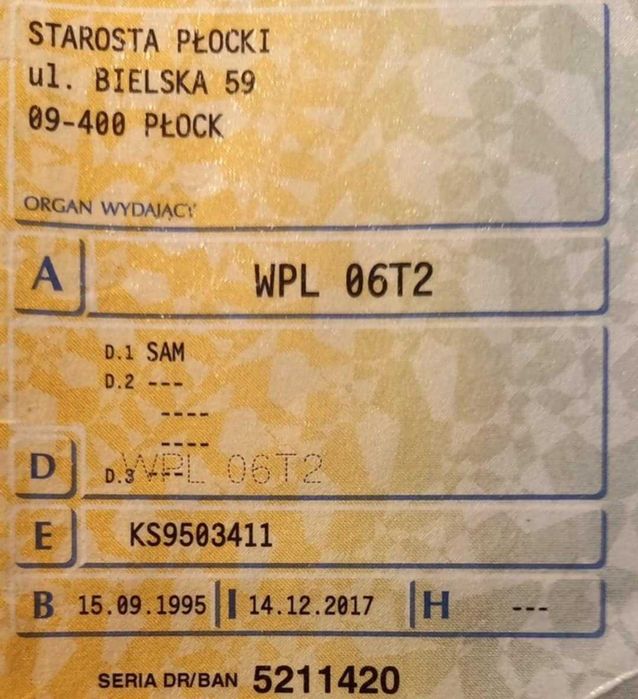 STAROSTA PŁOCKI
ul. BIELSKA 59
09-400 PŁOCK
ORGAN WYDAJĄCY
A WPL 06T2
D.1 SAM
D.2 ---
----
----
D D.3 --- WPL 06T2
E KS9503411
B 15.09.1995 I 14.12.2017 H ---
SERIA DR/BAN 5211420